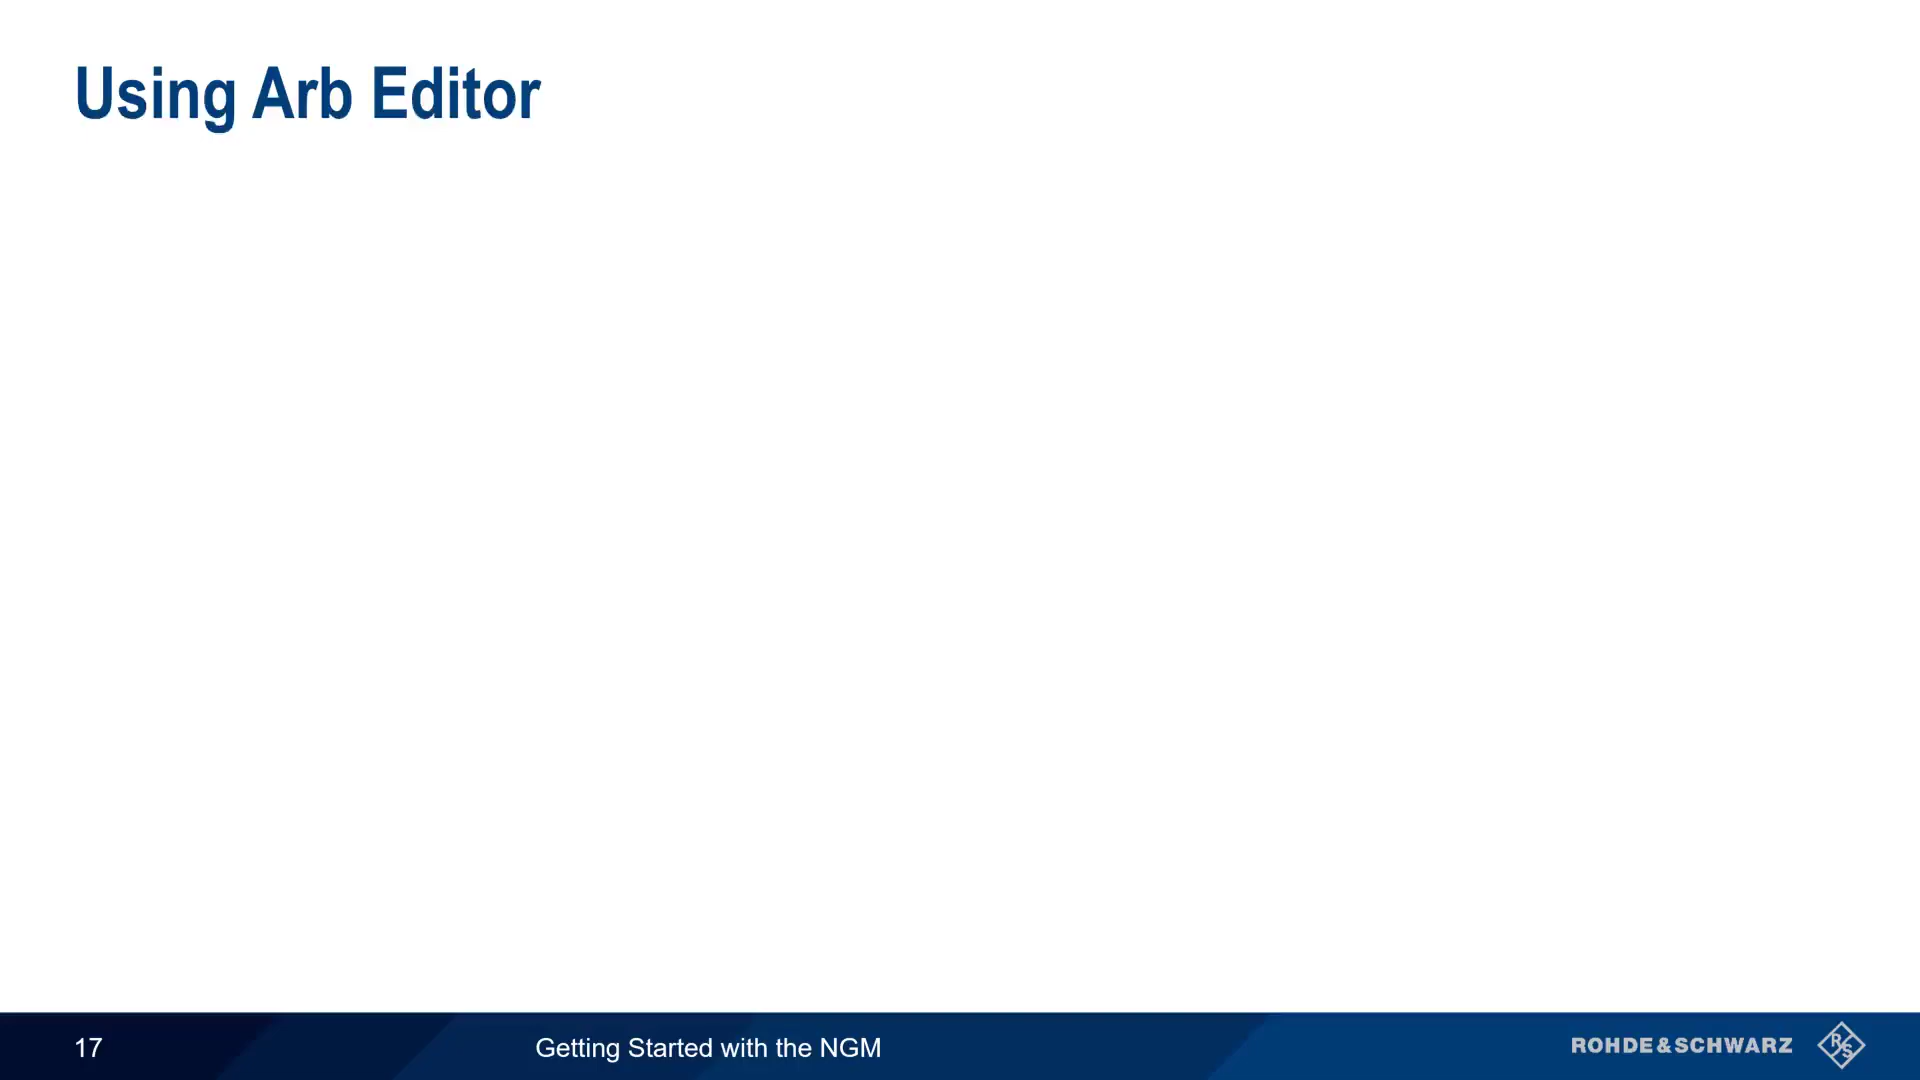 Using Arb Editor
17
Getting Started with the NGM
ROHDE&SCHWARZ
R
S